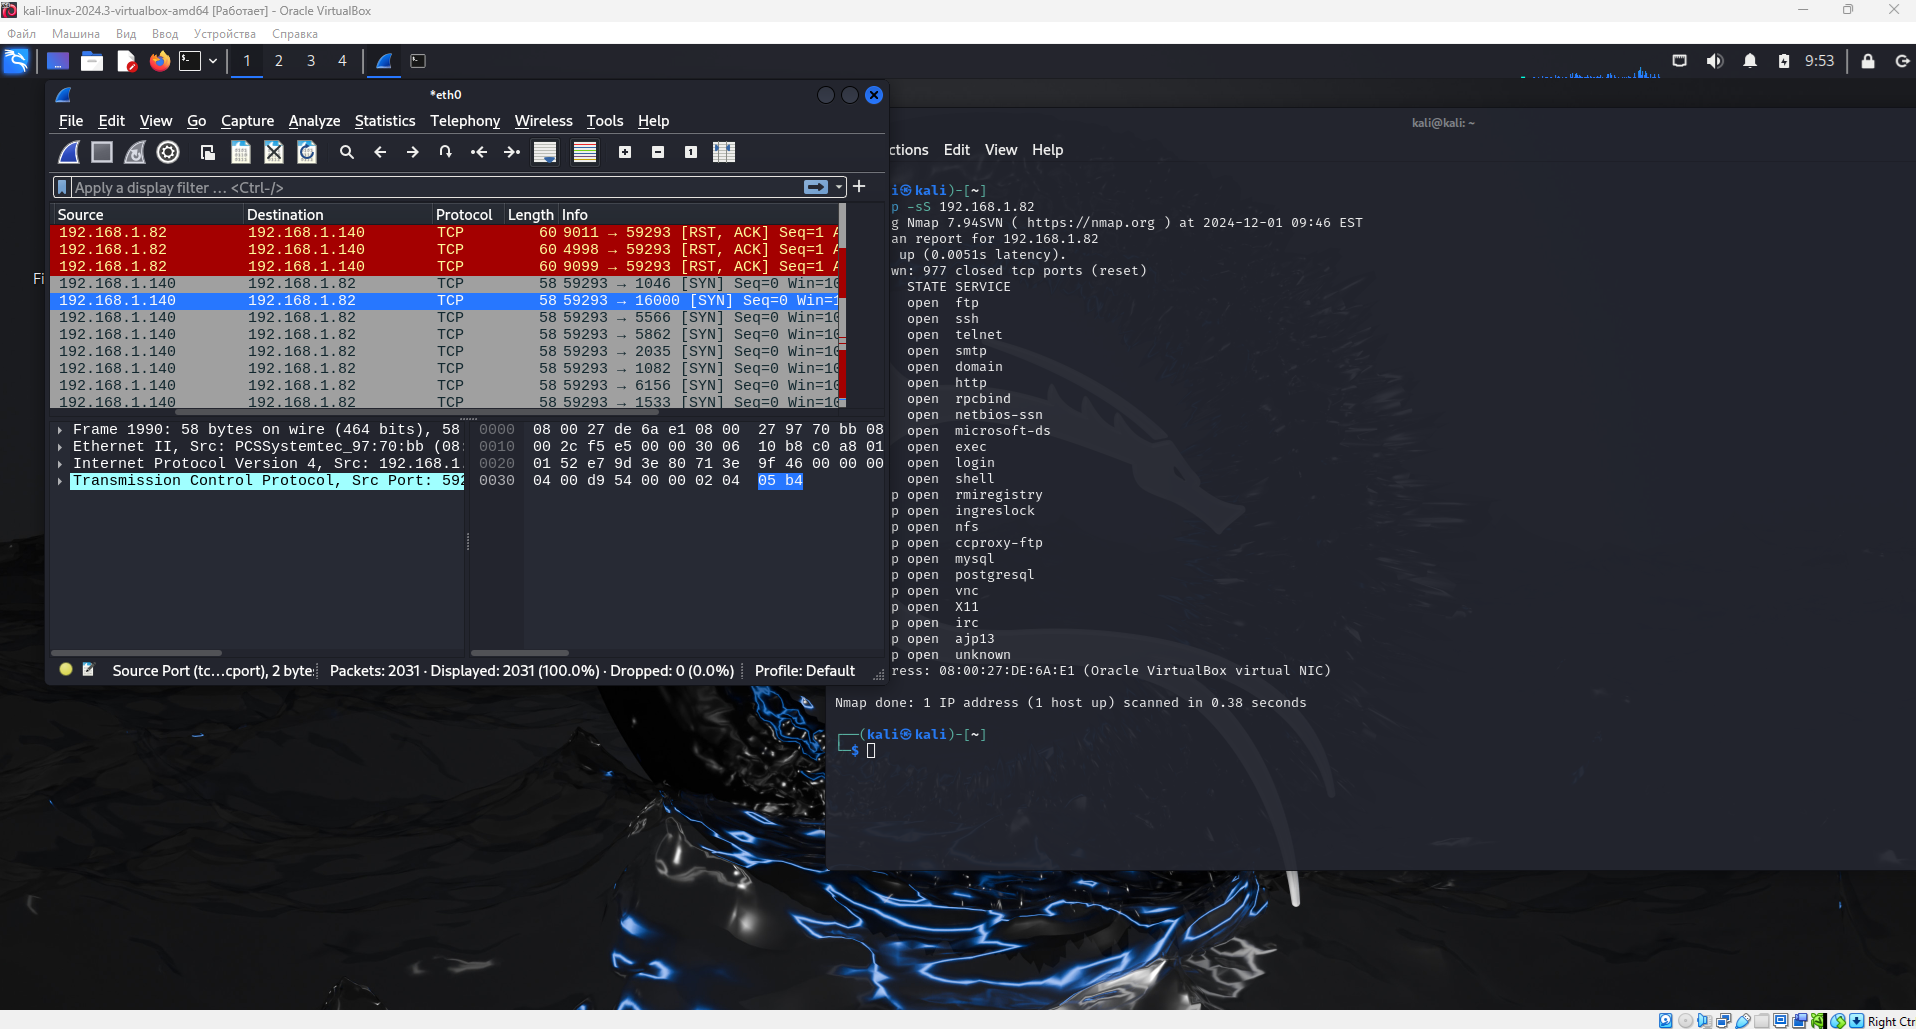 kali-linux-2024.3-virtualbox-amd64 [Работает] - Oracle VirtualBox
Файл Машина Вид Ввод Устройства Справка
1 2 3 4 9:53
*eth0
File Edit View Go Capture Analyze Statistics Telephony Wireless Tools Help
Apply a display filter … <Ctrl-/>
Source Destination Protocol Length Info
192.168.1.82 192.168.1.140 TCP 60 9011 → 59293 [RST, ACK] Seq=1 A
192.168.1.82 192.168.1.140 TCP 60 4998 → 59293 [RST, ACK] Seq=1 A
192.168.1.82 192.168.1.140 TCP 60 9099 → 59293 [RST, ACK] Seq=1 A
192.168.1.140 192.168.1.82 TCP 58 59293 → 1046 [SYN] Seq=0 Win=10
192.168.1.140 192.168.1.82 TCP 58 59293 → 16000 [SYN] Seq=0 Win=1
192.168.1.140 192.168.1.82 TCP 58 59293 → 5566 [SYN] Seq=0 Win=10
192.168.1.140 192.168.1.82 TCP 58 59293 → 5862 [SYN] Seq=0 Win=10
192.168.1.140 192.168.1.82 TCP 58 59293 → 2035 [SYN] Seq=0 Win=10
192.168.1.140 192.168.1.82 TCP 58 59293 → 1082 [SYN] Seq=0 Win=10
192.168.1.140 192.168.1.82 TCP 58 59293 → 6156 [SYN] Seq=0 Win=10
192.168.1.140 192.168.1.82 TCP 58 59293 → 1533 [SYN] Seq=0 Win=10
Frame 1990: 58 bytes on wire (464 bits), 58
Ethernet II, Src: PCSSystemtec_97:70:bb (08:
Internet Protocol Version 4, Src: 192.168.1.
Transmission Control Protocol, Src Port: 592
0000 08 00 27 de 6a e1 08 00 27 97 70 bb 08
0010 00 2c f5 e5 00 00 30 06 10 b8 c0 a8 01
0020 01 52 e7 9d 3e 80 71 3e 9f 46 00 00 00
0030 04 00 d9 54 00 00 02 04 05 b4
Source Port (tc…cport), 2 byte
Packets: 2031 · Displayed: 2031 (100.0%) · Dropped: 0 (0.0%)
Profile: Default
Fi
kali@kali: ~
ctions Edit View Help
i㉿kali)-[~]
p -sS 192.168.1.82
g Nmap 7.94SVN ( https://nmap.org ) at 2024-12-01 09:46 EST
an report for 192.168.1.82
up (0.0051s latency).
wn: 977 closed tcp ports (reset)
STATE SERVICE
open ftp
open ssh
open telnet
open smtp
open domain
open http
open rpcbind
open netbios-ssn
open microsoft-ds
open exec
open login
open shell
p open rmiregistry
p open ingreslock
p open nfs
p open ccproxy-ftp
p open mysql
p open postgresql
p open vnc
p open X11
p open irc
p open ajp13
p open unknown
ress: 08:00:27:DE:6A:E1 (Oracle VirtualBox virtual NIC)
Nmap done: 1 IP address (1 host up) scanned in 0.38 seconds
┌──(kali㉿kali)-[~]
└─$
Right Ctr